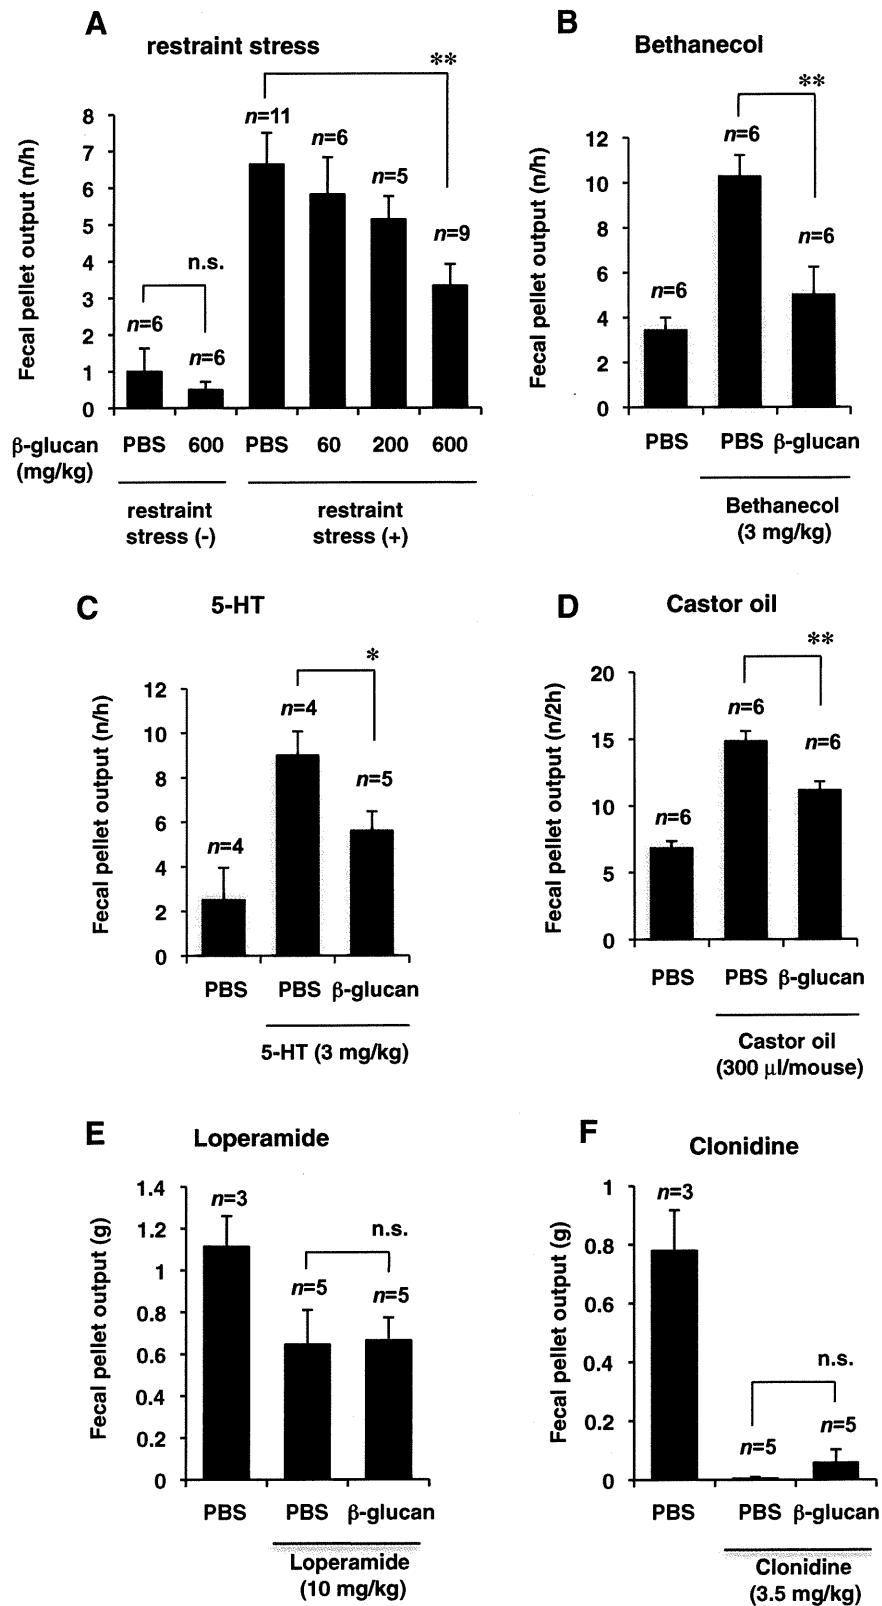 A
restraint stress
**
Fecal pellet output (n/h)
8
7
6
5
4
3
2
1
0
n=6
n.s.
n=6
n=11
n=6
n=5
n=9
β-glucan
(mg/kg)
PBS 600 PBS 60 200 600
restraint
stress (-)
restraint
stress (+)
B
Bethanecol
**
Fecal pellet output (n/h)
12
10
8
6
4
2
0
n=6
n=6
n=6
PBS PBS β-glucan
Bethanecol
(3 mg/kg)
C
5-HT
*
Fecal pellet output (n/h)
12
10
8
6
4
2
0
n=4
n=4
n=5
PBS PBS β-glucan
5-HT (3 mg/kg)
D
Castor oil
**
Fecal pellet output (n/2h)
20
15
10
5
0
n=6
n=6
n=6
PBS PBS β-glucan
Castor oil
(300 μl/mouse)
E
Loperamide
Fecal pellet output (g)
1.4
1.2
1
0.8
0.6
0.4
0.2
0
n=3
n.s.
n=5
n=5
PBS PBS β-glucan
Loperamide
(10 mg/kg)
F
Clonidine
Fecal pellet output (g)
1
0.8
0.6
0.4
0.2
0
n=3
n.s.
n=5
n=5
PBS PBS β-glucan
Clonidine
(3.5 mg/kg)